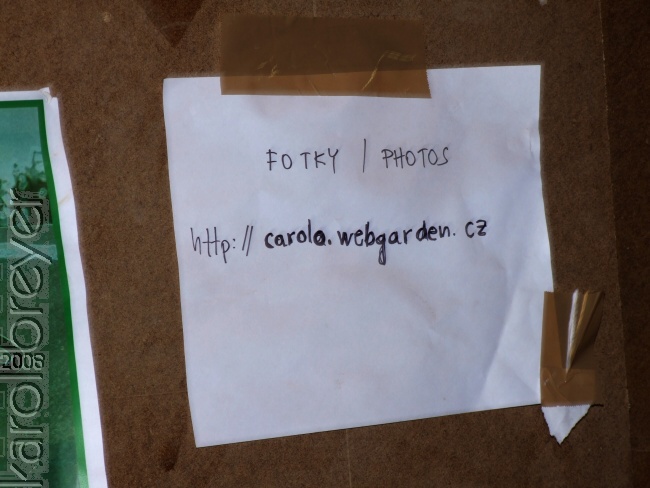 FOTKY / PHOTOS
http://carola.webgarden.cz
karolbreyer
2008